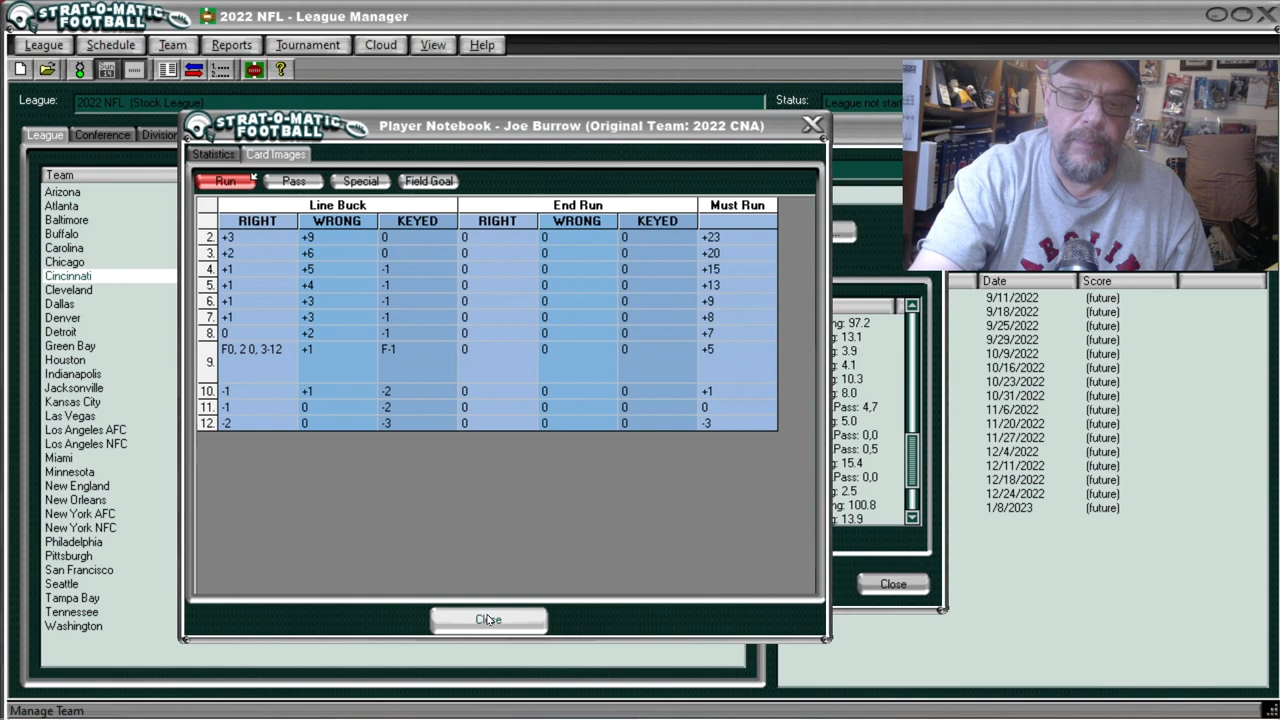 STRAT-O-MATIC
FOOTBALL
2022 NFL - League Manager
League Schedule Team Reports Tournament Cloud View Help
League: 2022 NFL (Stock League) Status: League not start
League Conference Division
STRAT-O-MATIC
FOOTBALL
Player Notebook - Joe Burrow (Original Team: 2022 CNA)
Statistics Card Images
Run Pass Special Field Goal
Line Buck End Run Must Run
RIGHT WRONG KEYED RIGHT WRONG KEYED
2. +3 +9 0 0 0 0 +23
3. +2 +6 0 0 0 0 +20
4. +1 +5 -1 0 0 0 +15
5. +1 +4 -1 0 0 0 +13
6. +1 +3 -1 0 0 0 +9
7. +1 +3 -1 0 0 0 +8
8. 0 +2 -1 0 0 0 +7
9. F0, 2 0, 3-12 +1 F-1 0 0 0 +5
10. -1 +1 -2 0 0 0 +1
11. -1 0 -2 0 0 0 0
12. -2 0 -3 0 0 0 -3
Close
Team
Arizona
Atlanta
Baltimore
Buffalo
Carolina
Chicago
Cincinnati
Cleveland
Dallas
Denver
Detroit
Green Bay
Houston
Indianapolis
Jacksonville
Kansas City
Las Vegas
Los Angeles AFC
Los Angeles NFC
Miami
Minnesota
New England
New Orleans
New York AFC
New York NFC
Philadelphia
Pittsburgh
San Francisco
Seattle
Tampa Bay
Tennessee
Washington
ng: 97.2
: 13.1
: 3.9
: 4.1
: 10.3
: 8.0
Pass: 4,7
: 5.0
Pass: 0,0
Pass: 0,5
: 15.4
Pass: 0,0
: 2.5
ng: 100.8
: 13.9
Close
Date Score
9/11/2022 (future)
9/18/2022 (future)
9/25/2022 (future)
9/29/2022 (future)
10/9/2022 (future)
10/16/2022 (future)
10/23/2022 (future)
10/31/2022 (future)
11/6/2022 (future)
11/20/2022 (future)
11/27/2022 (future)
12/4/2022 (future)
12/11/2022 (future)
12/18/2022 (future)
12/24/2022 (future)
1/8/2023 (future)
Manage Team